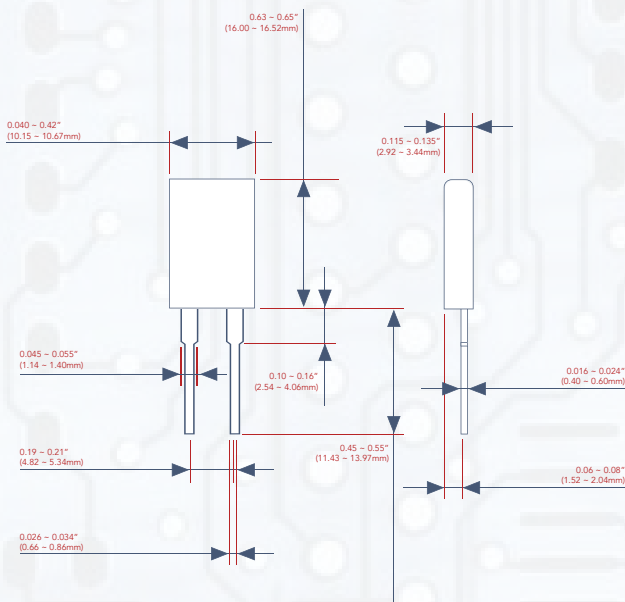 0.63 ~ 0.65"
(16.00 ~ 16.52mm)
0.040 ~ 0.42"
(10.15 ~ 10.67mm)
0.115 ~ 0.135"
(2.92 ~ 3.44mm)
0.045 ~ 0.055"
(1.14 ~ 1.40mm)
0.10 ~ 0.16"
(2.54 ~ 4.06mm)
0.016 ~ 0.024"
(0.40 ~ 0.60mm)
0.19 ~ 0.21"
(4.82 ~ 5.34mm)
0.45 ~ 0.55"
(11.43 ~ 13.97mm)
0.06 ~ 0.08"
(1.52 ~ 2.04mm)
0.026 ~ 0.034"
(0.66 ~ 0.86mm)